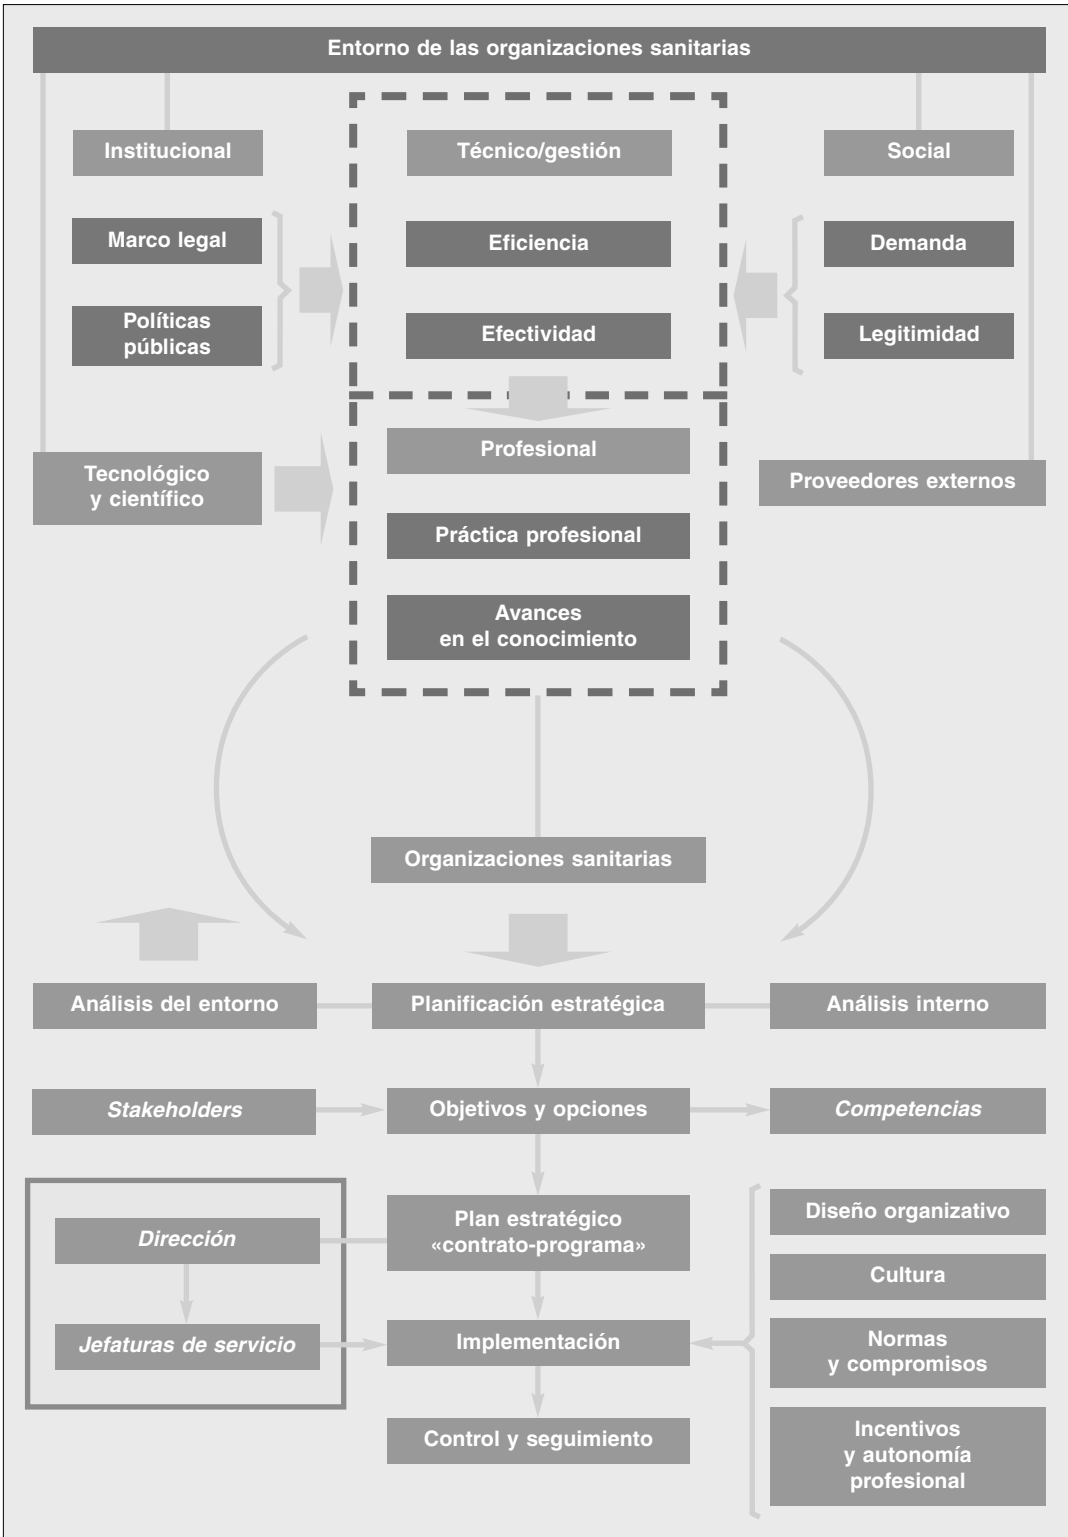 Entorno de las organizaciones sanitarias
Institucional
Técnico/gestión
Social
Marco legal
Eficiencia
Demanda
Políticas
públicas
Efectividad
Legitimidad
Profesional
Tecnológico
y científico
Proveedores externos
Práctica profesional
Avances
en el conocimiento
Organizaciones sanitarias
Análisis del entorno
Planificación estratégica
Análisis interno
Stakeholders
Objetivos y opciones
Competencias
Dirección
Plan estratégico
«contrato-programa»
Diseño organizativo
Cultura
Jefaturas de servicio
Implementación
Normas
y compromisos
Control y seguimiento
Incentivos
y autonomía
profesional